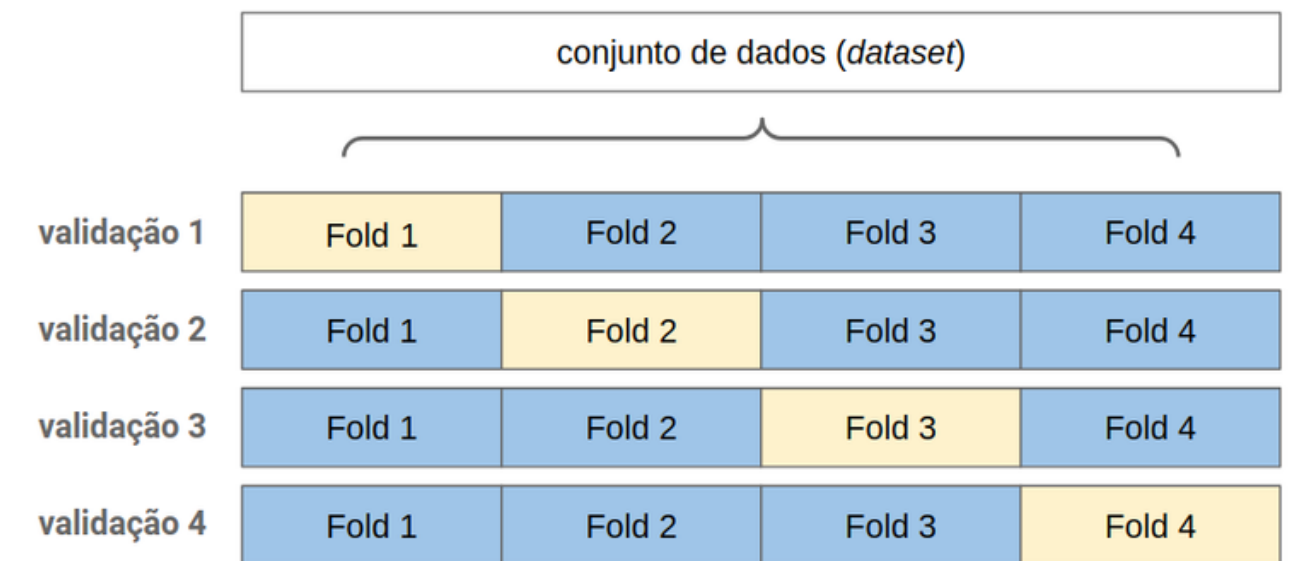 conjunto de dados (dataset)
validação 1 Fold 1 Fold 2 Fold 3 Fold 4
validação 2 Fold 1 Fold 2 Fold 3 Fold 4
validação 3 Fold 1 Fold 2 Fold 3 Fold 4
validação 4 Fold 1 Fold 2 Fold 3 Fold 4